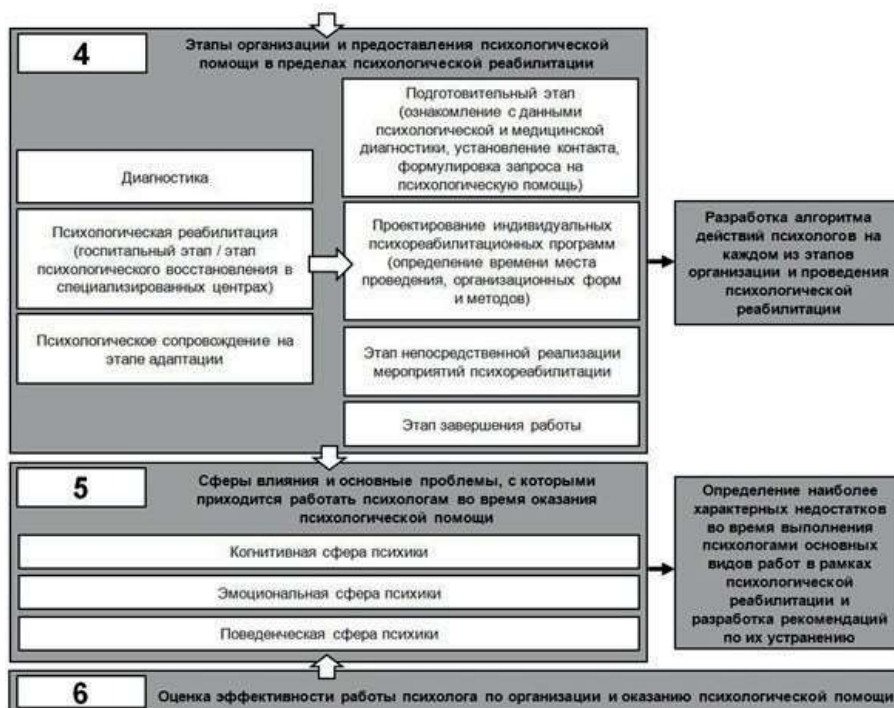 4
Этапы организации и предоставления психологической
помощи в пределах психологической реабилитации
Диагностика
Психологическая реабилитация
(госпитальный этап / этап
психологического восстановления в
специализированных центрах)
Психологическое сопровождение на
этапе адаптации
Подготовительный этап
(ознакомление с данными
психологической и медицинской
диагностики, установление контакта,
формулировка запроса на
психологическую помощь)
Проектирование индивидуальных
психореабилитационных программ
(определение времени места
проведения, организационных форм
и методов)
Этап непосредственной реализации
мероприятий психореабилитации
Этап завершения работы
Разработка алгоритма
действий психологов на
каждом из этапов
организации и проведения
психологической
реабилитации
5
Сферы влияния и основные проблемы, с которыми
приходится работать психологам во время оказания
психологической помощи
Когнитивная сфера психики
Эмоциональная сфера психики
Поведенческая сфера психики
Определение наиболее
характерных недостатков
во время выполнения
психологами основных
видов работ в рамках
психологической
реабилитации и
разработка рекомендаций
по их устранению
6
Оценка эффективности работы психолога по организации и оказанию психологической помощи